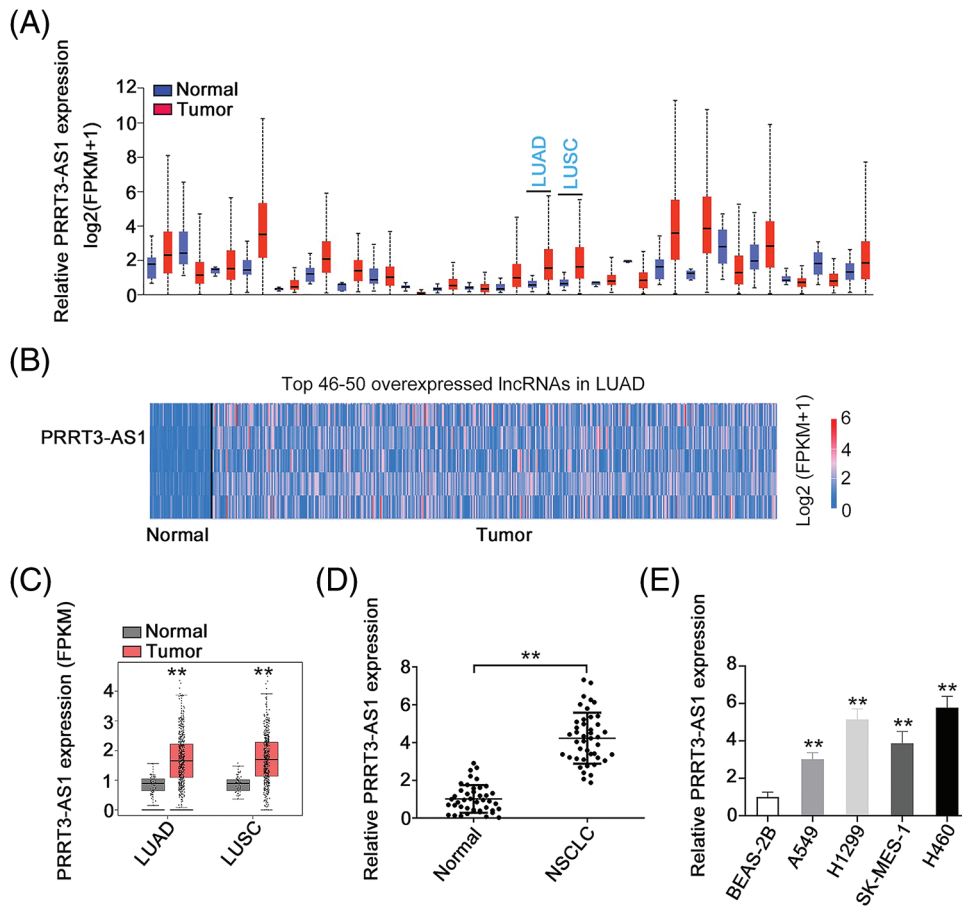 (A)
Relative PRRT3-AS1 expression
log2(FPKM+1)
12
10
8
6
4
2
0
Normal
Tumor
LUAD
LUSC
(B)
Top 46-50 overexpressed lncRNAs in LUAD
PRRT3-AS1
Normal
Tumor
Log2 (FPKM+1)
6
4
2
0
(C)
PRRT3-AS1 expression (FPKM)
Normal
Tumor
4
3
2
1
0
**
**
LUAD
LUSC
(D)
Relative PRRT3-AS1 expression
8
6
4
2
0
**
Normal
NSCLC
(E)
Relative PRRT3-AS1 expression
8
6
4
2
0
**
**
**
**
BEAS-2B
A549
H1299
SK-MES-1
H460